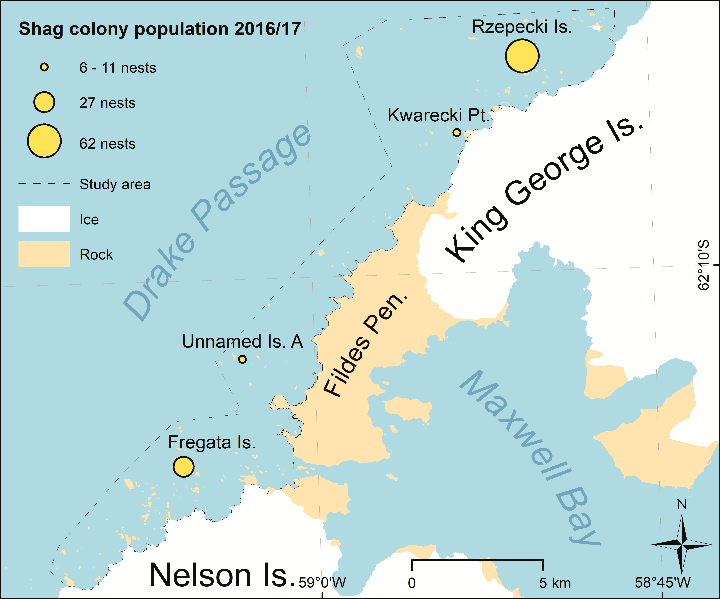 Shag colony population 2016/17
6 - 11 nests
27 nests
62 nests
Study area
Ice
Rock
Rzepecki Is.
Kwarecki Pt.
King George Is.
Drake Passage
62°10'S
Unnamed Is. A
Fildes Pen.
Maxwell Bay
Fregata Is.
N
Nelson Is.
59°0'W
0
5 km
58°45'W